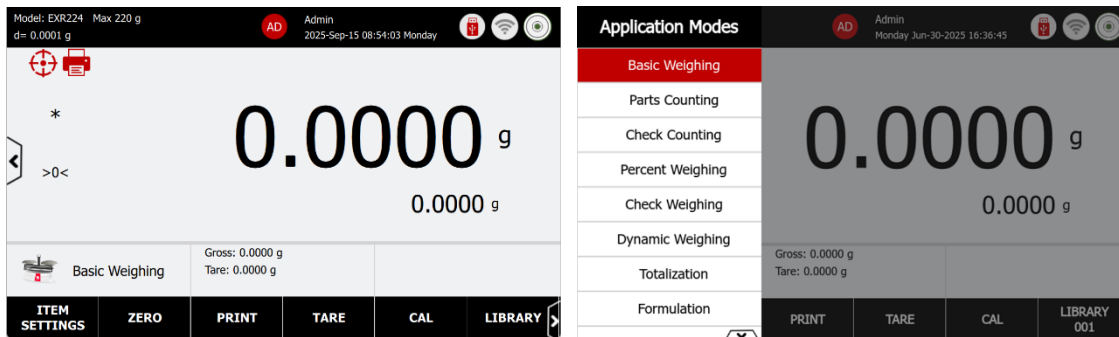 Model: EXR224 Max 220 g
d= 0.0001 g
AD
Admin
2025-Sep-15 08:54:03 Monday
*
>0<
0.0000 g
0.0000 g
Basic Weighing
Gross: 0.0000 g
Tare: 0.0000 g
ITEM SETTINGS
ZERO
PRINT
TARE
CAL
LIBRARY
Application Modes
Basic Weighing
Parts Counting
Check Counting
Percent Weighing
Check Weighing
Dynamic Weighing
Totalization
Formulation
AD
Admin
Monday Jun-30-2025 16:36:45
0.0000 g
0.0000 g
Gross: 0.0000 g
Tare: 0.0000 g
PRINT
TARE
CAL
LIBRARY
001